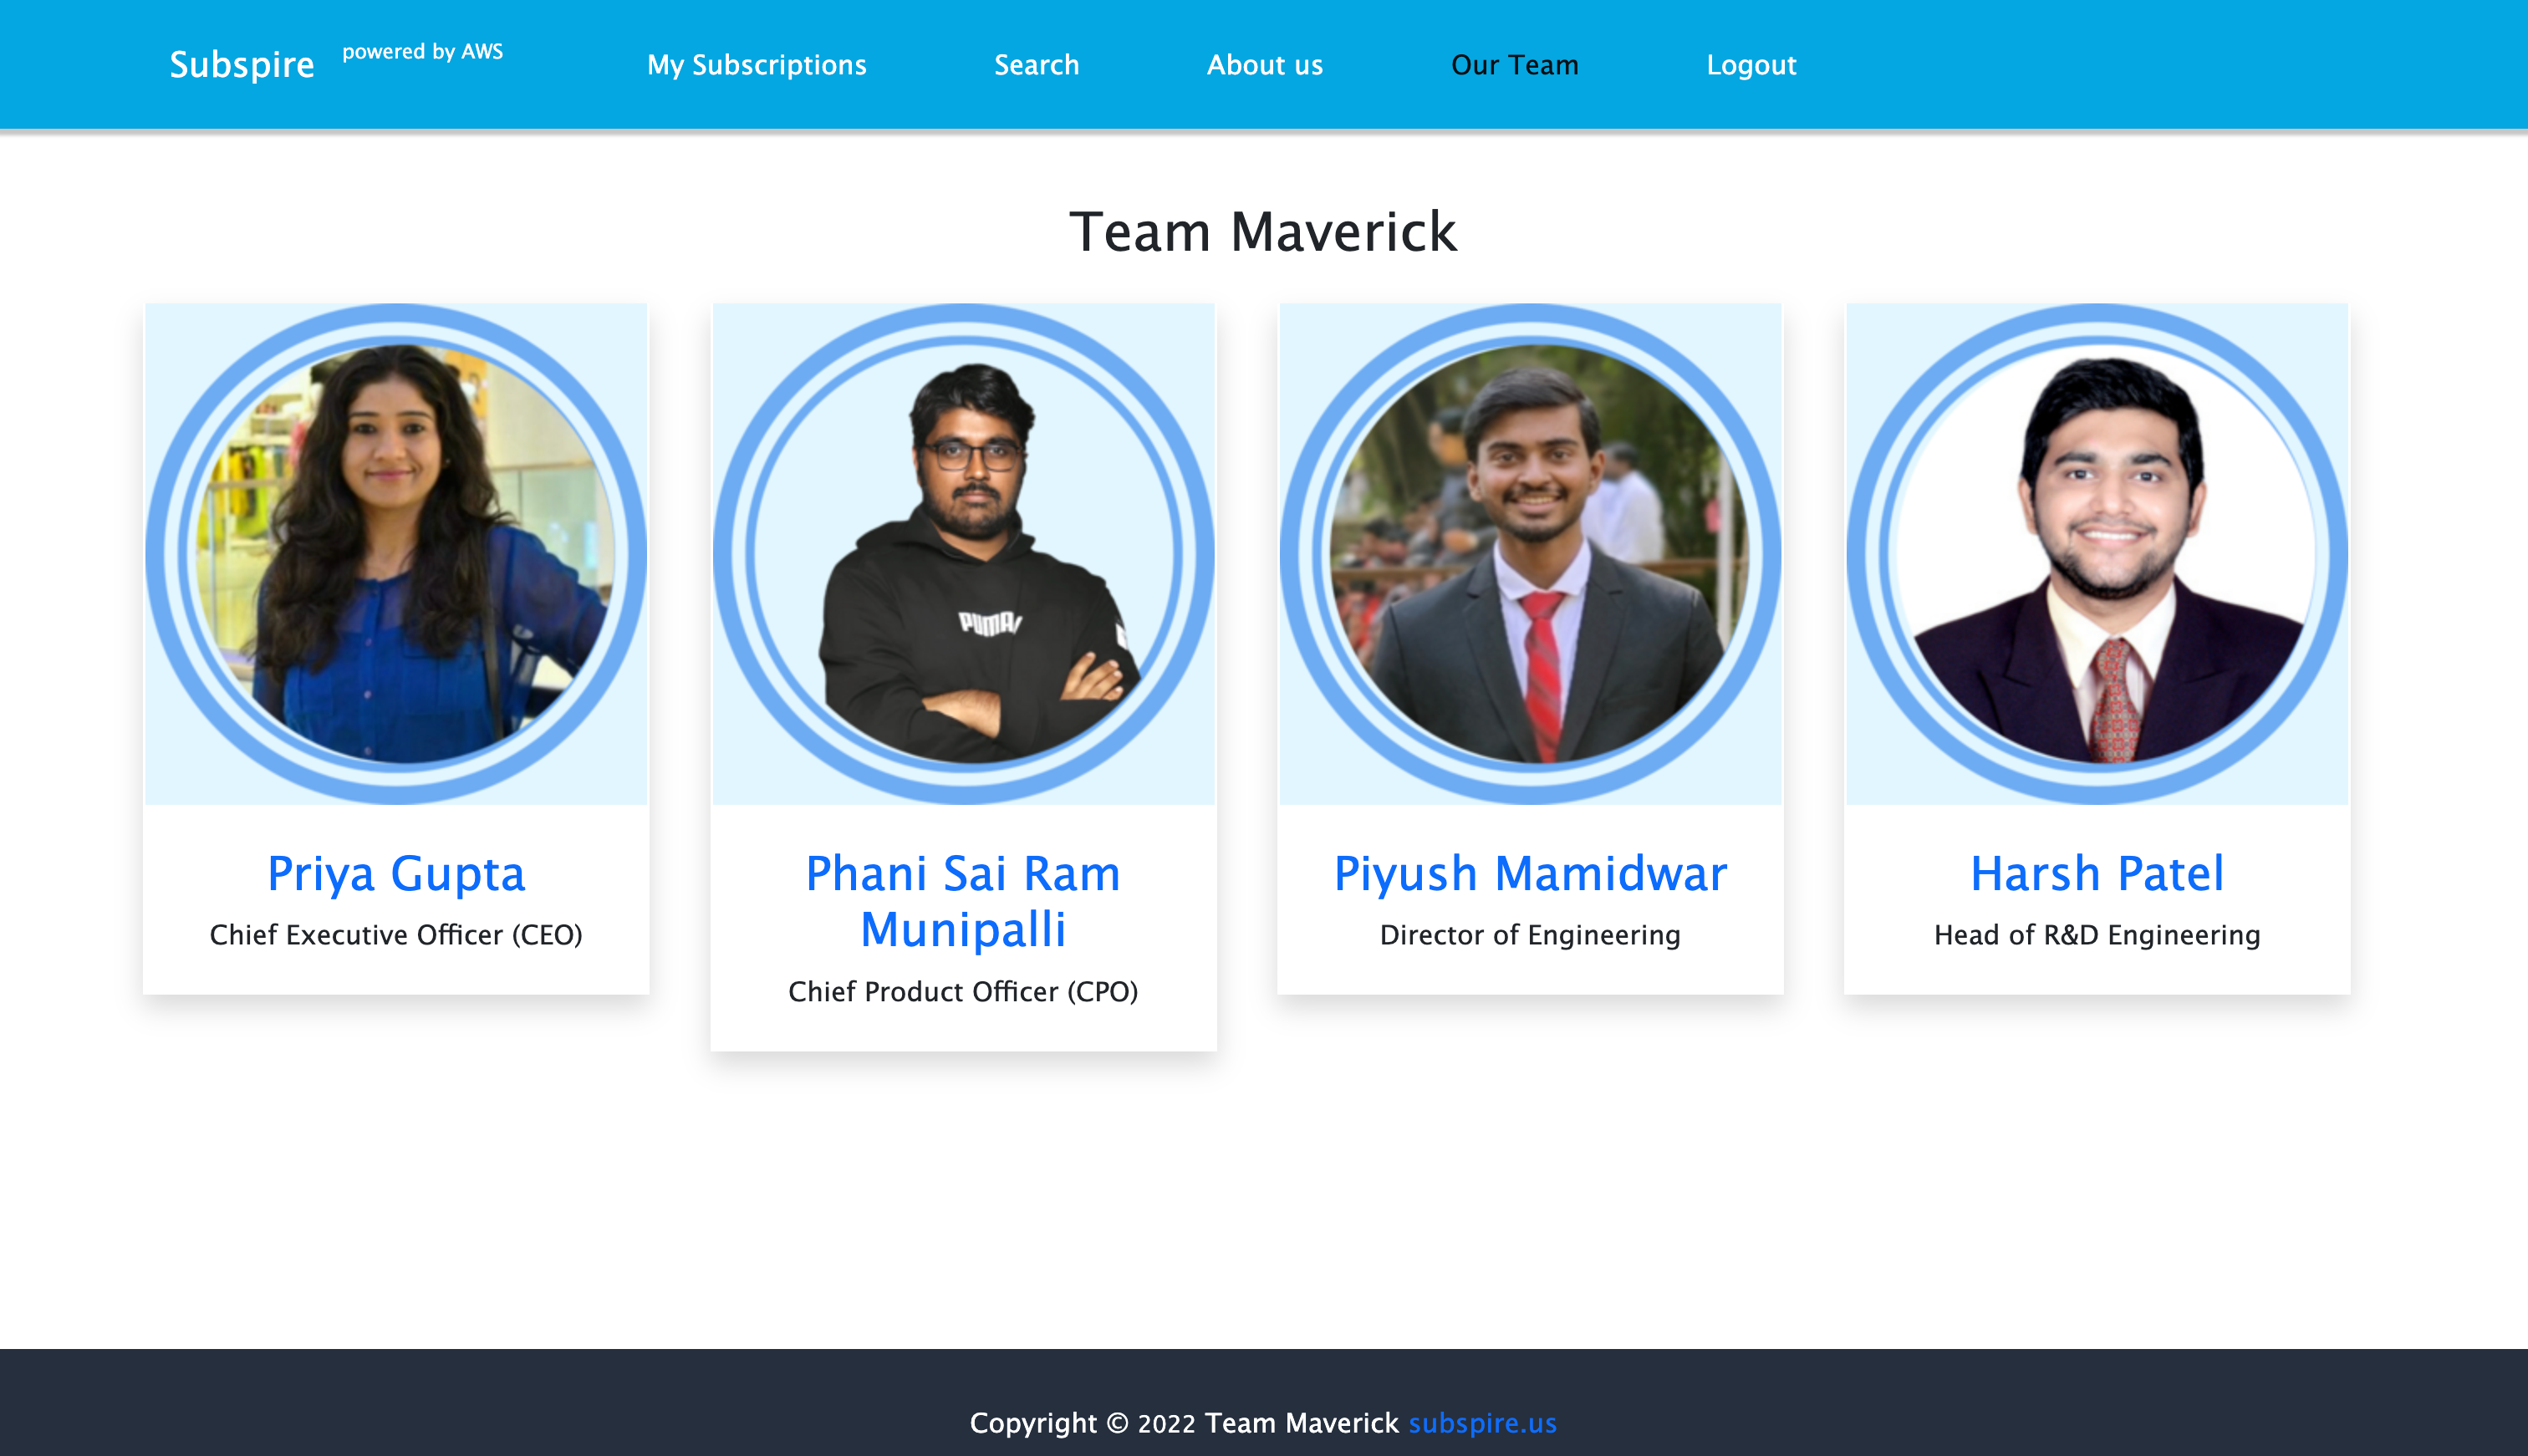 Subspire powered by AWS My Subscriptions Search About us Our Team Logout
Team Maverick
PUMA
Priya Gupta
Chief Executive Officer (CEO)
Phani Sai Ram
Munipalli
Chief Product Officer (CPO)
Piyush Mamidwar
Director of Engineering
Harsh Patel
Head of R&D Engineering
Copyright © 2022 Team Maverick subspire.us